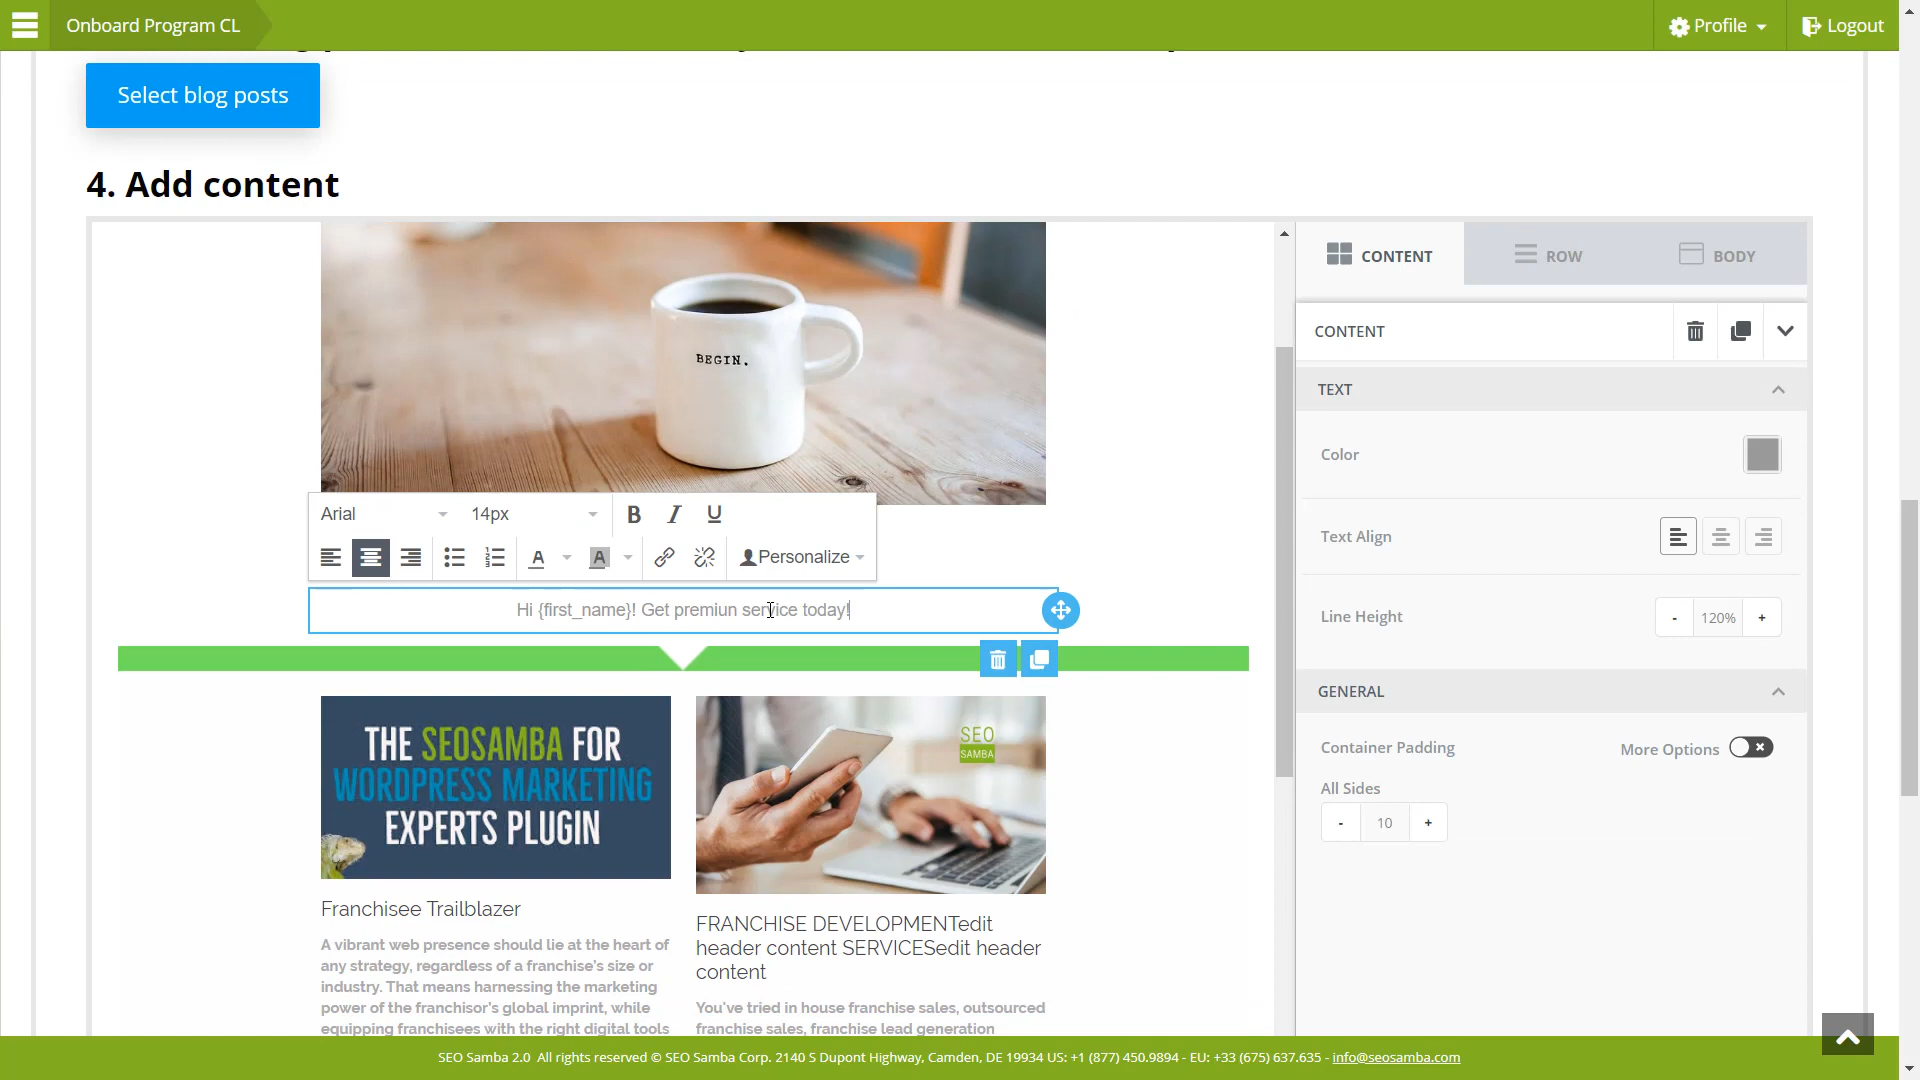 Onboard Program CL
Profile
Logout
Select blog posts
4. Add content
BEGIN.
CONTENT
ROW
BODY
CONTENT
TEXT
Color
Text Align
Line Height
- 120% +
GENERAL
Container Padding
More Options
All Sides
- 10 +
Arial
14px
B I U
A A
Personalize
Hi {first_name}! Get premiun service today!
THE SEOSAMBA FOR
WORDPRESS MARKETING
EXPERTS PLUGIN
SEO
SAMBA
Franchisee Trailblazer
A vibrant web presence should lie at the heart of
any strategy, regardless of a franchise's size or
industry. That means harnessing the marketing
power of the franchisor's global imprint, while
equipping franchisees with the right digital tools
FRANCHISE DEVELOPMENTedit
header content SERVICESedit header
content
You've tried in house franchise sales, outsourced
franchise sales, franchise lead generation
SEO Samba 2.0 All rights reserved © SEO Samba Corp. 2140 S Dupont Highway, Camden, DE 19934 US: +1 (877) 450.9894 - EU: +33 (675) 637.635 - info@seosamba.com